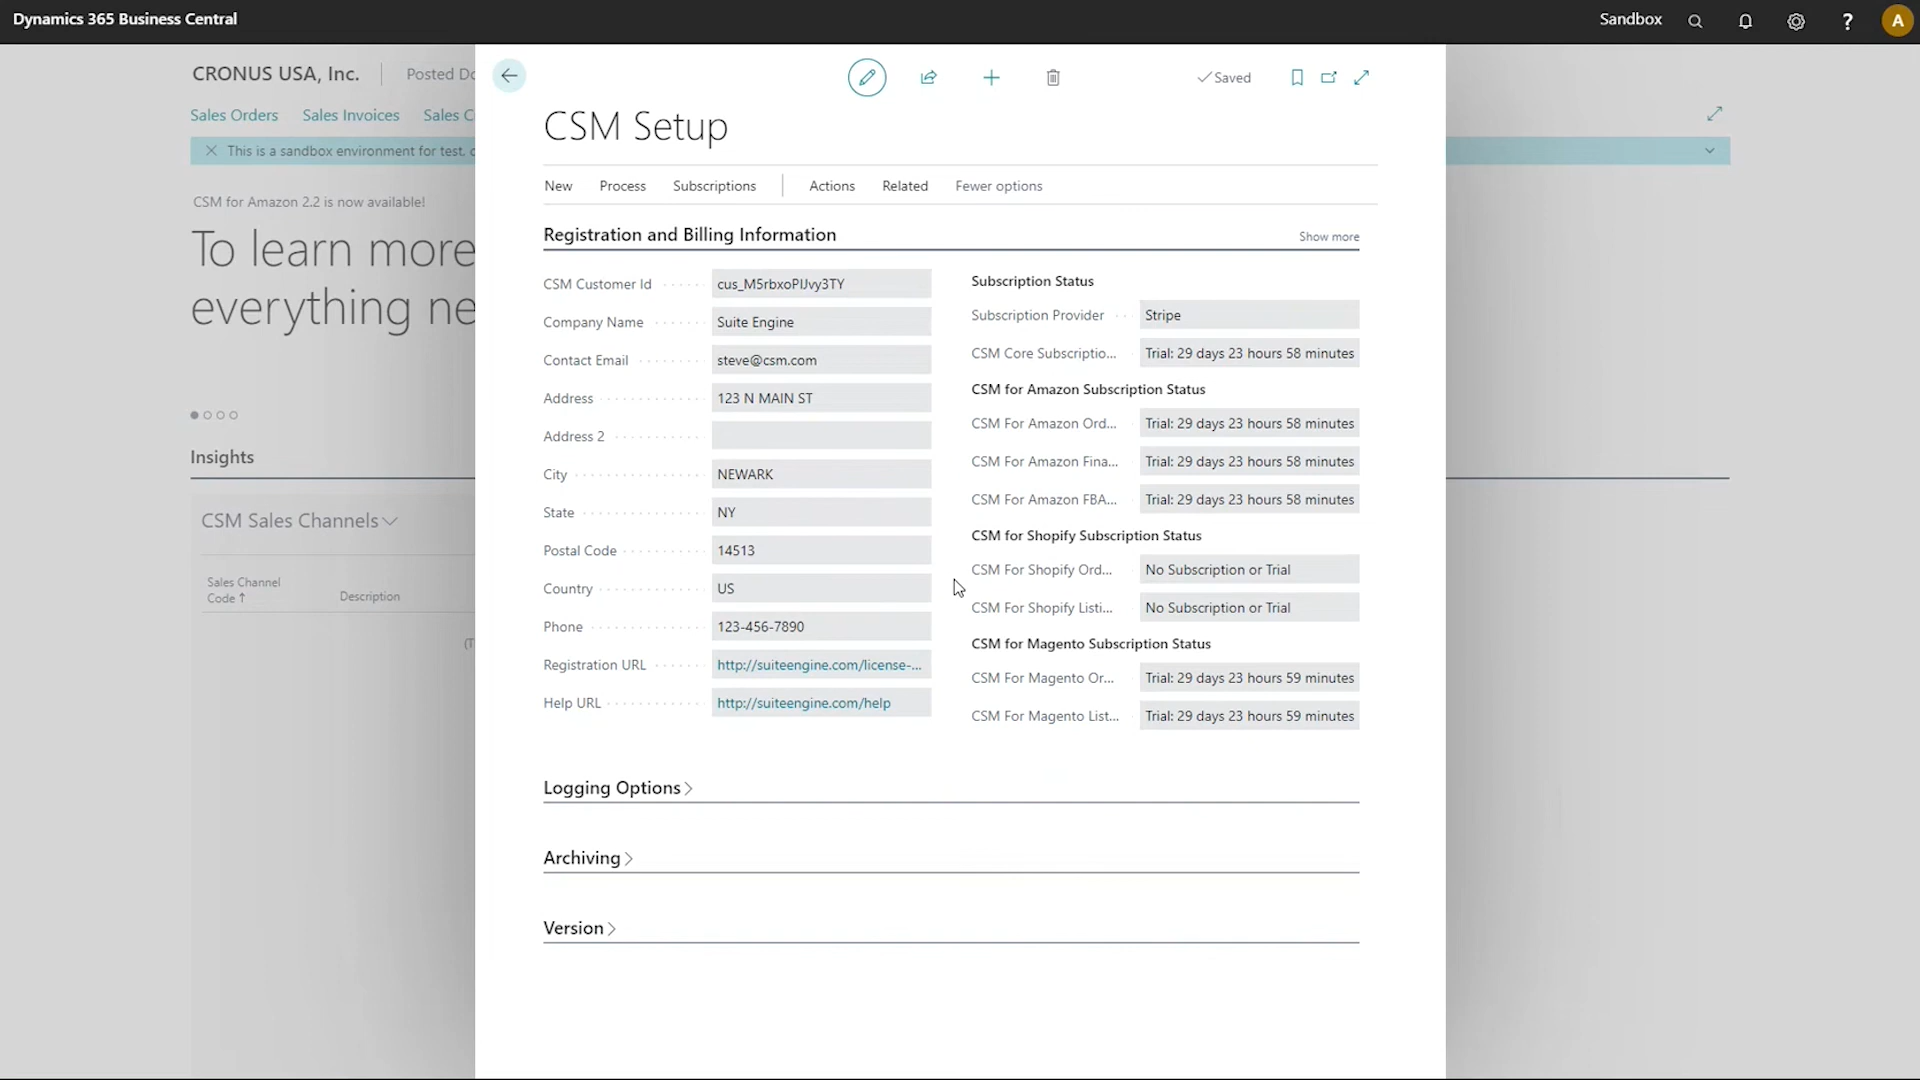 Dynamics 365 Business Central
Sandbox
?
A
CRONUS USA, Inc.
Posted Do
Sales Orders Sales Invoices Sales C
This is a sandbox environment for test, c
CSM for Amazon 2.2 is now available!
To learn more
everything ne
Insights
CSM Sales Channels
Sales Channel
Code ↑
Description
(T
Saved
CSM Setup
New Process Subscriptions Actions Related Fewer options
Registration and Billing Information
Show more
CSM Customer Id
Company Name Suite Engine
Contact Email steve@csm.com
Address 123 N MAIN ST
Address 2
City NEWARK
State NY
Postal Code 14513
Country US
Phone 123-456-7890
Registration URL http://suiteengine.com/license-...
Help URL http://suiteengine.com/help
Subscription Status
Subscription Provider Stripe
CSM Core Subscriptio... Trial: 29 days 23 hours 58 minutes
CSM for Amazon Subscription Status
CSM For Amazon Ord... Trial: 29 days 23 hours 58 minutes
CSM For Amazon Fina... Trial: 29 days 23 hours 58 minutes
CSM For Amazon FBA... Trial: 29 days 23 hours 58 minutes
CSM for Shopify Subscription Status
CSM For Shopify Ord... No Subscription or Trial
CSM For Shopify Listi... No Subscription or Trial
CSM for Magento Subscription Status
CSM For Magento Or... Trial: 29 days 23 hours 59 minutes
CSM For Magento List... Trial: 29 days 23 hours 59 minutes
Logging Options
Archiving
Version